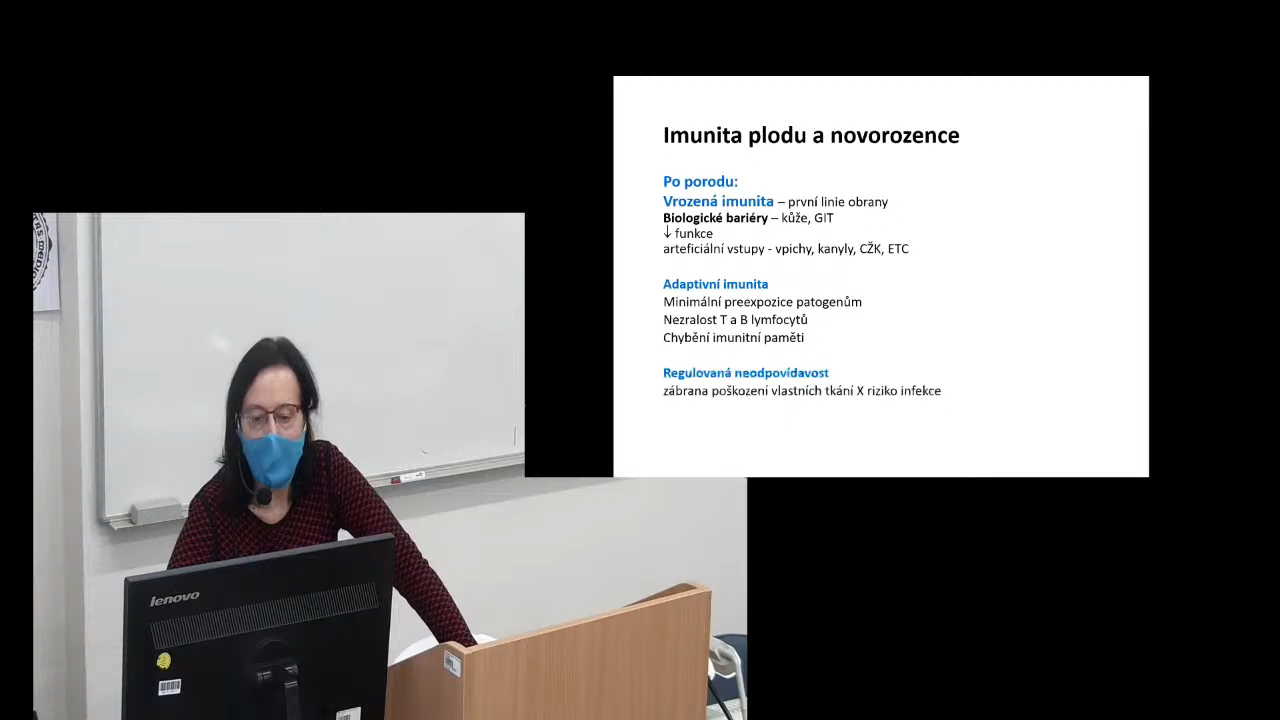 Imunita plodu a novorozence
Po porodu:
Vrozená imunita – první linie obrany
Biologické bariéry – kůže, GIT
↓ funkce
arteficiální vstupy - vpichy, kanyly, CŽK, ETC
Adaptivní imunita
Minimální preexpozice patogenům
Nezralost T a B lymfocytů
Chybění imunitní paměti
Regulovaná neodpovídavost
zábrana poškození vlastních tkání X riziko infekce
lenovo